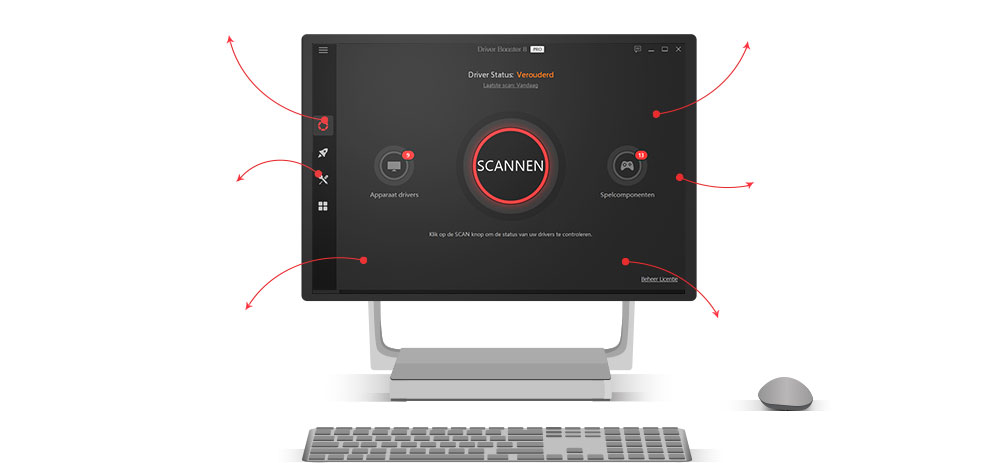 Driver Booster 8 PRO
Driver Status: Verouderd
Laatste scan: Vandaag
9
SCANNEN
13
Apparaat drivers
Spelcomponenten
Klik op de SCAN knop om de status van uw drivers te controleren.
Beheer Licentie